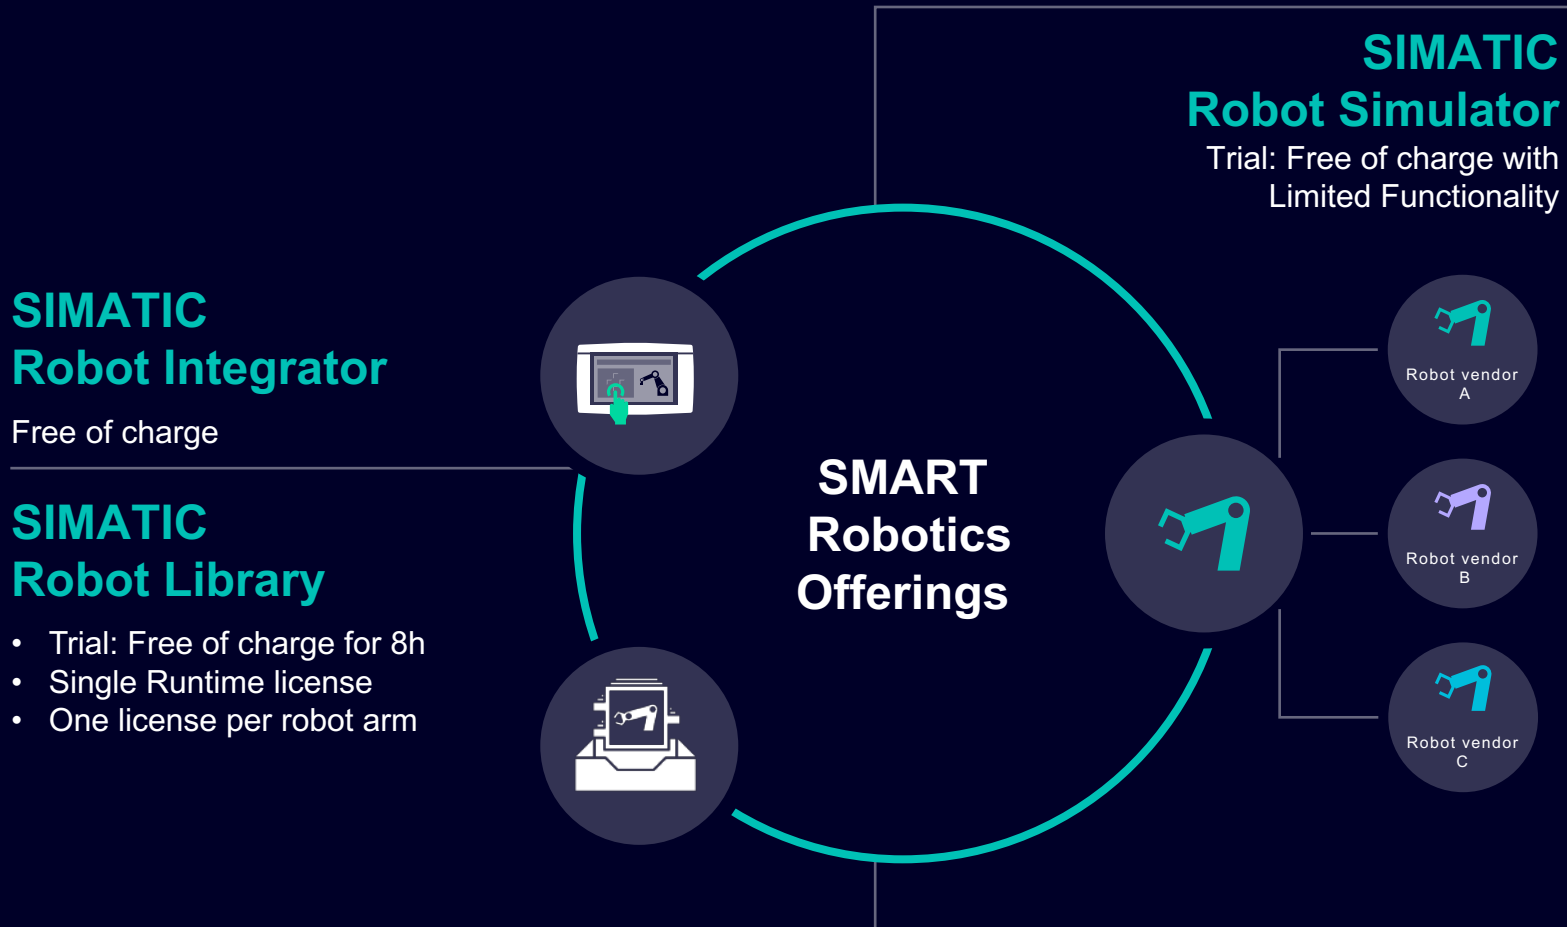 SIMATIC
Robot Simulator
Trial: Free of charge with
Limited Functionality
SIMATIC
Robot Integrator
Free of charge
SIMATIC
Robot Library
• Trial: Free of charge for 8h
• Single Runtime license
• One license per robot arm
SMART
Robotics
Offerings
Robot vendor
A
Robot vendor
B
Robot vendor
C